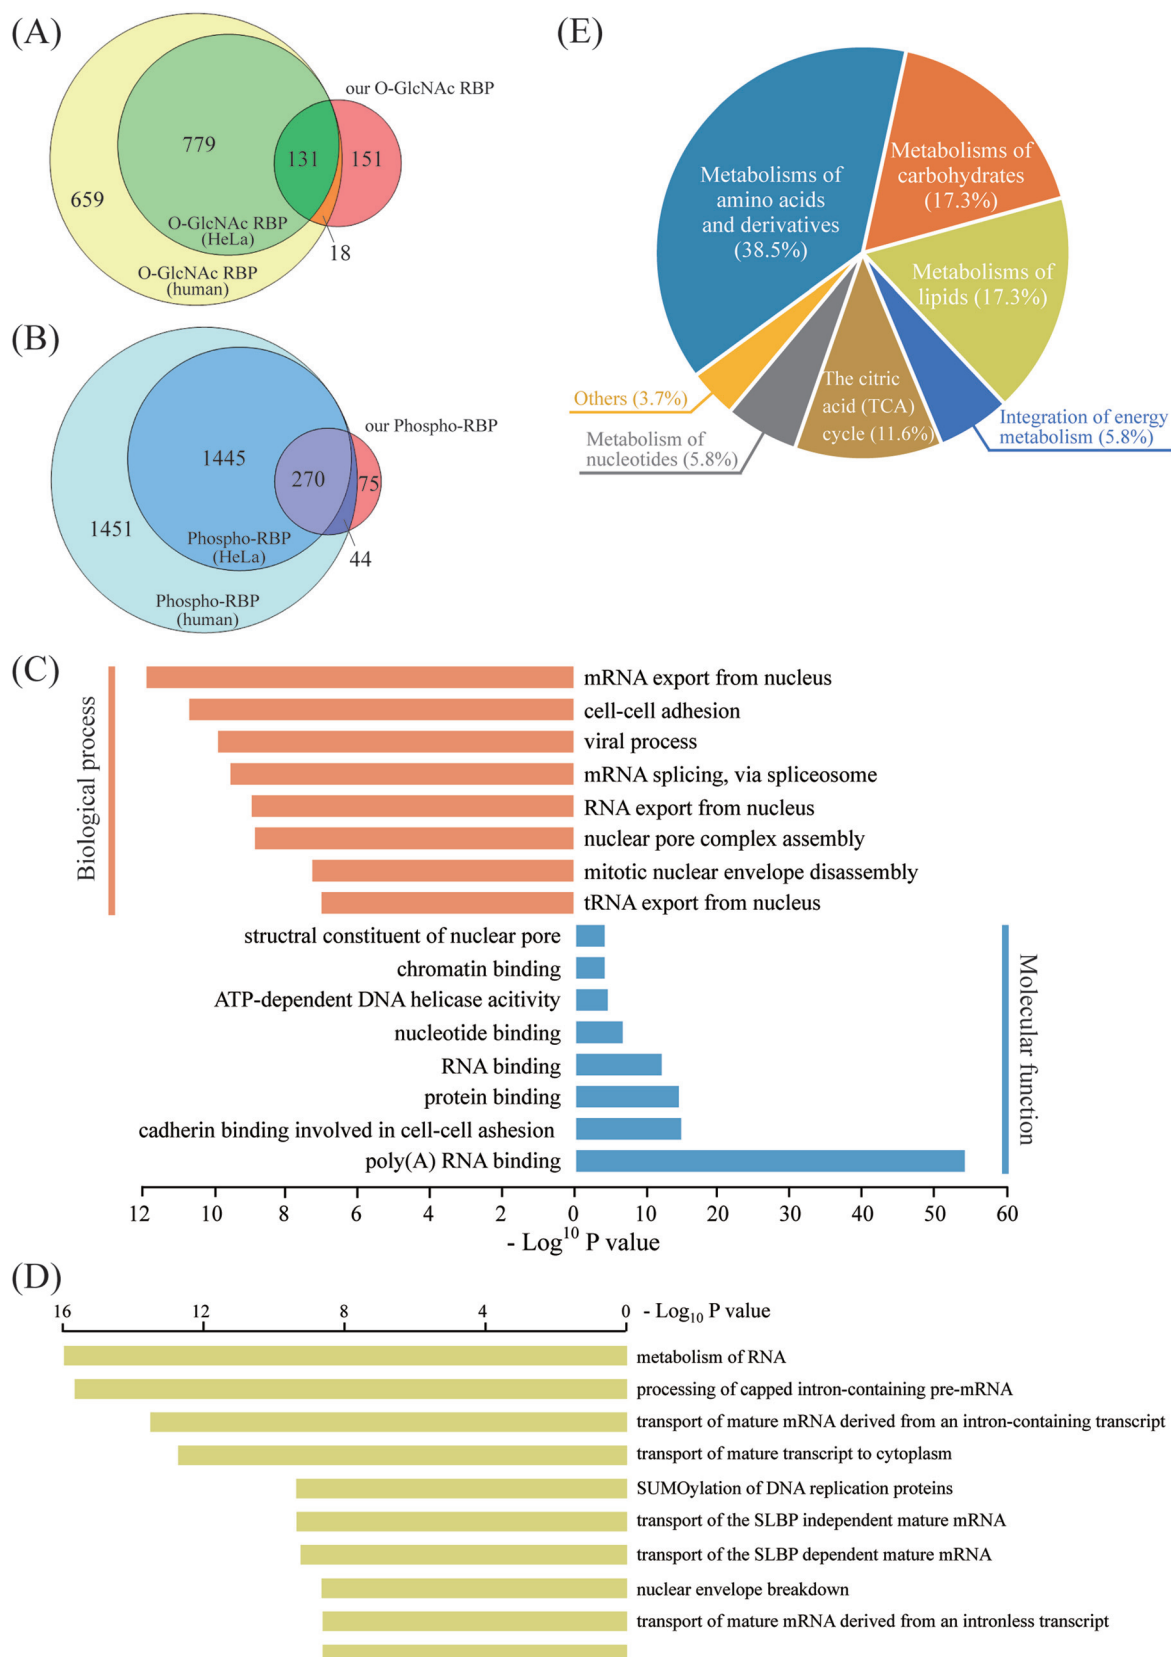 (A)
our O-GlcNAc RBP
779
131
151
659
O-GlcNAc RBP
(HeLa)
18
O-GlcNAc RBP
(human)
(B)
our Phospho-RBP
1445
270
75
1451
Phospho-RBP
(HeLa)
44
Phospho-RBP
(human)
(E)
Metabolisms of
amino acids
and derivatives
(38.5%)
Metabolisms of
carbohydrates
(17.3%)
Metabolisms of
lipids (17.3%)
The citric
acid (TCA)
cycle (11.6%)
Others (3.7%)
Metabolism of
nucleotides (5.8%)
Integration of energy
metabolism (5.8%)
(C)
Biological process
mRNA export from nucleus
cell-cell adhesion
viral process
mRNA splicing, via spliceosome
RNA export from nucleus
nuclear pore complex assembly
mitotic nuclear envelope disassembly
tRNA export from nucleus
structral constituent of nuclear pore
chromatin binding
ATP-dependent DNA helicase acitivity
nucleotide binding
RNA binding
protein binding
cadherin binding involved in cell-cell ashesion
poly(A) RNA binding
Molecular function
12 10 8 6 4 2 0 10 20 30 40 50 60
- Log¹⁰ P value
(D)
16 12 8 4 0 - Log₁₀ P value
metabolism of RNA
processing of capped intron-containing pre-mRNA
transport of mature mRNA derived from an intron-containing transcript
transport of mature transcript to cytoplasm
SUMOylation of DNA replication proteins
transport of the SLBP independent mature mRNA
transport of the SLBP dependent mature mRNA
nuclear envelope breakdown
transport of mature mRNA derived from an intronless transcript